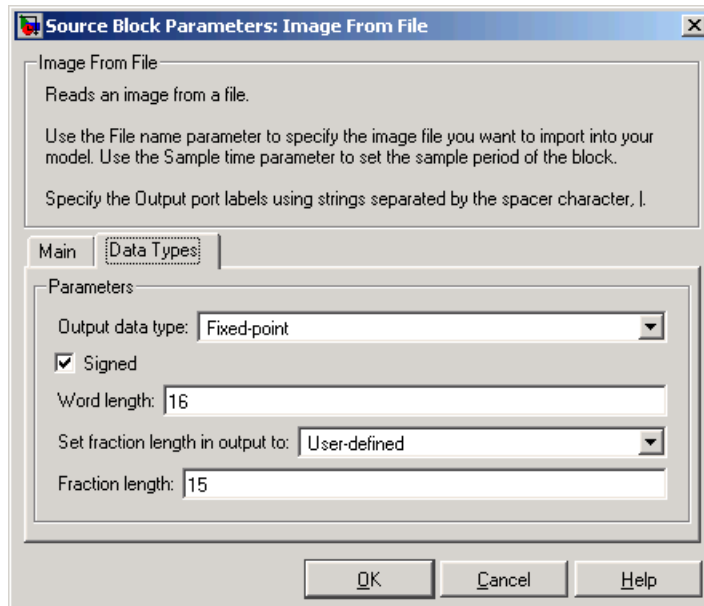 Source Block Parameters: Image From File
Image From File
Reads an image from a file.
Use the File name parameter to specify the image file you want to import into your
model. Use the Sample time parameter to set the sample period of the block.
Specify the Output port labels using strings separated by the spacer character, |.
Main Data Types
Parameters
Output data type: Fixed-point
Signed
Word length: 16
Set fraction length in output to: User-defined
Fraction length: 15
OK Cancel Help